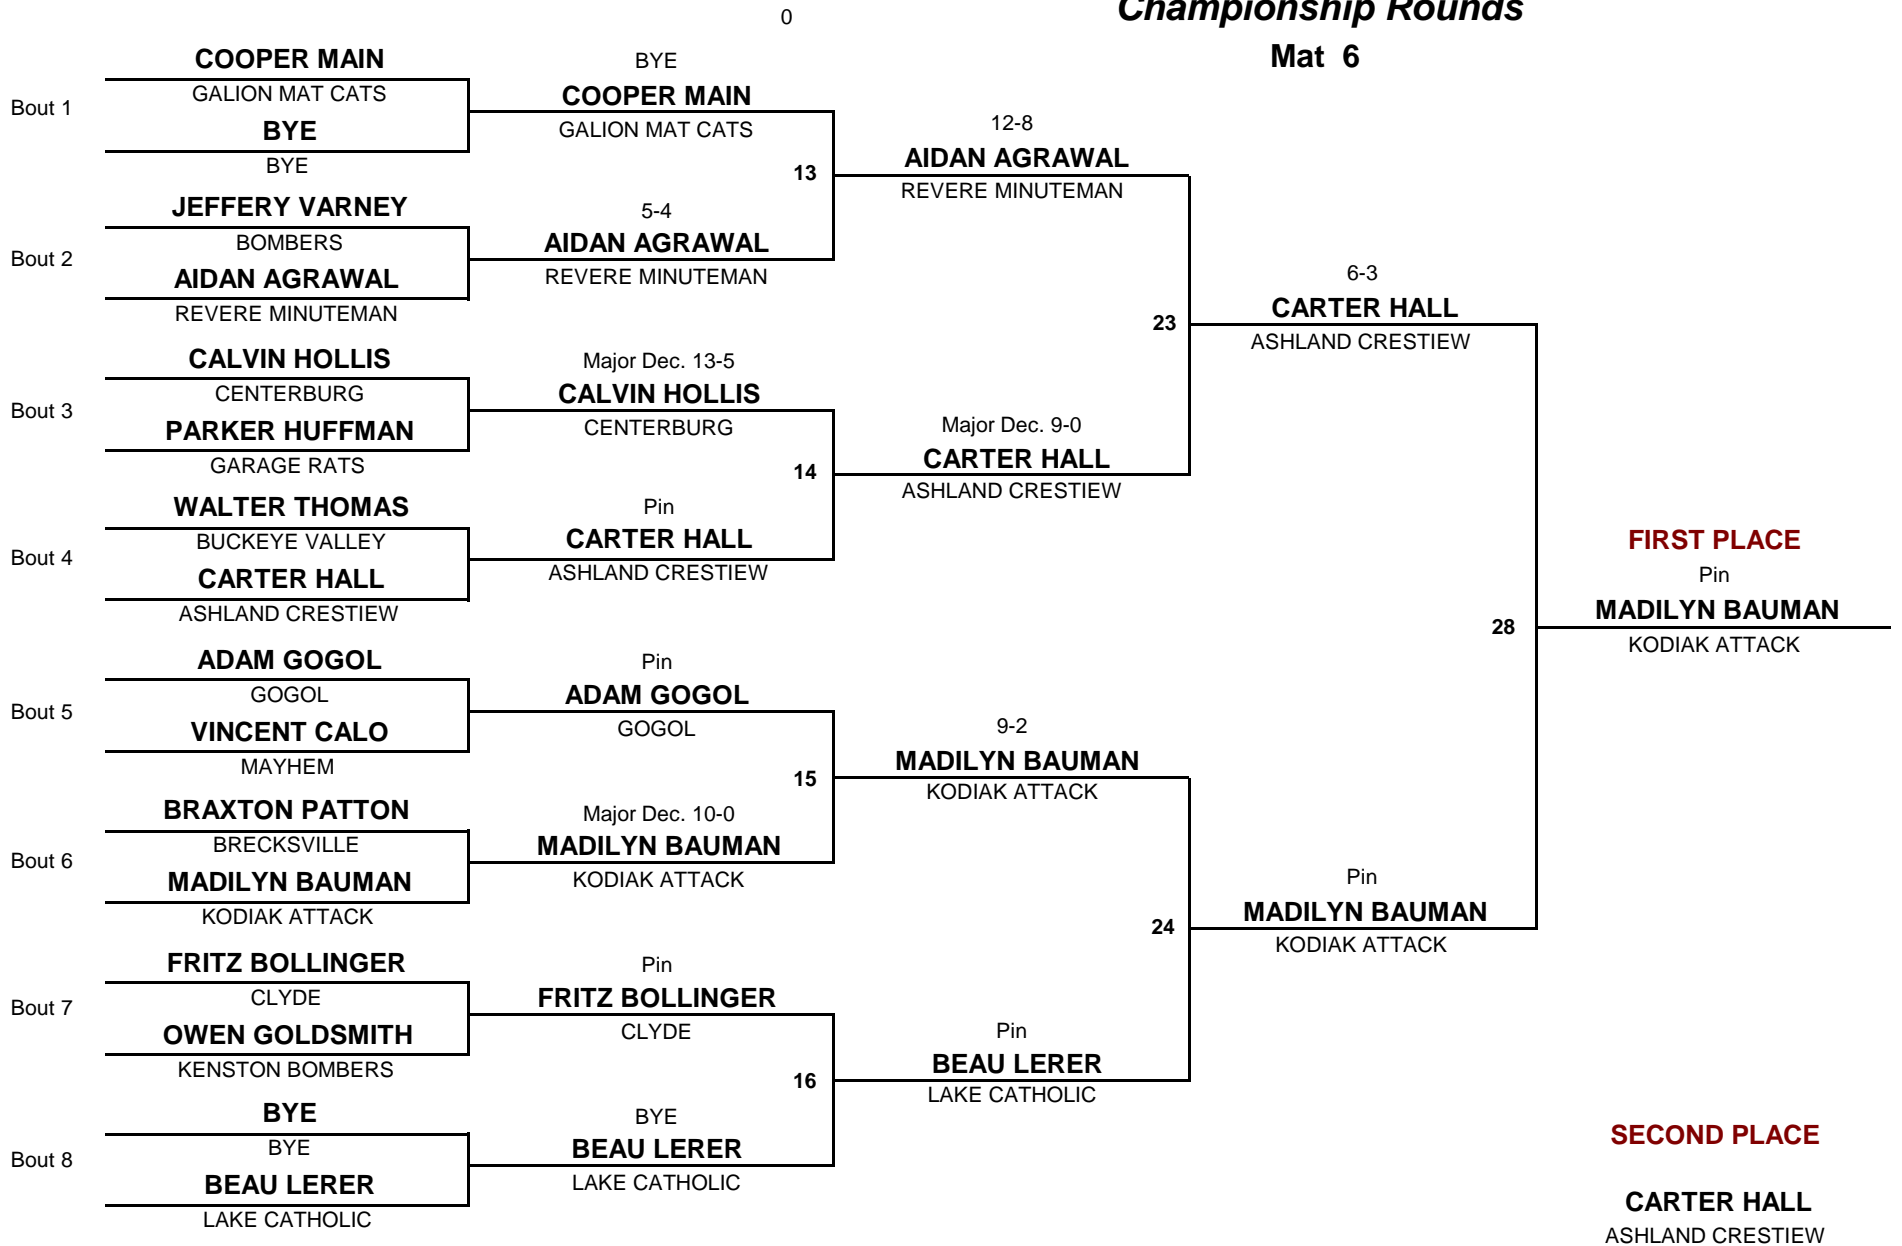 0
Championship Rounds
Mat 6
COOPER MAIN
GALION MAT CATS
Bout 1
BYE
BYE
JEFFERY VARNEY
BOMBERS
Bout 2
AIDAN AGRAWAL
REVERE MINUTEMAN
CALVIN HOLLIS
CENTERBURG
Bout 3
PARKER HUFFMAN
GARAGE RATS
WALTER THOMAS
BUCKEYE VALLEY
Bout 4
CARTER HALL
ASHLAND CRESTIEW
ADAM GOGOL
GOGOL
Bout 5
VINCENT CALO
MAYHEM
BRAXTON PATTON
BRECKSVILLE
Bout 6
MADILYN BAUMAN
KODIAK ATTACK
FRITZ BOLLINGER
CLYDE
Bout 7
OWEN GOLDSMITH
KENSTON BOMBERS
BYE
BYE
Bout 8
BEAU LERER
LAKE CATHOLIC
BYE
COOPER MAIN
GALION MAT CATS
13
5-4
AIDAN AGRAWAL
REVERE MINUTEMAN
Major Dec. 13-5
CALVIN HOLLIS
CENTERBURG
14
Pin
CARTER HALL
ASHLAND CRESTIEW
Pin
ADAM GOGOL
GOGOL
15
Major Dec. 10-0
MADILYN BAUMAN
KODIAK ATTACK
Pin
FRITZ BOLLINGER
CLYDE
16
BYE
BEAU LERER
LAKE CATHOLIC
12-8
AIDAN AGRAWAL
REVERE MINUTEMAN
23
Major Dec. 9-0
CARTER HALL
ASHLAND CRESTIEW
9-2
MADILYN BAUMAN
KODIAK ATTACK
24
Pin
BEAU LERER
LAKE CATHOLIC
6-3
CARTER HALL
ASHLAND CRESTIEW
28
Pin
MADILYN BAUMAN
KODIAK ATTACK
FIRST PLACE
Pin
MADILYN BAUMAN
KODIAK ATTACK
SECOND PLACE
CARTER HALL
ASHLAND CRESTIEW